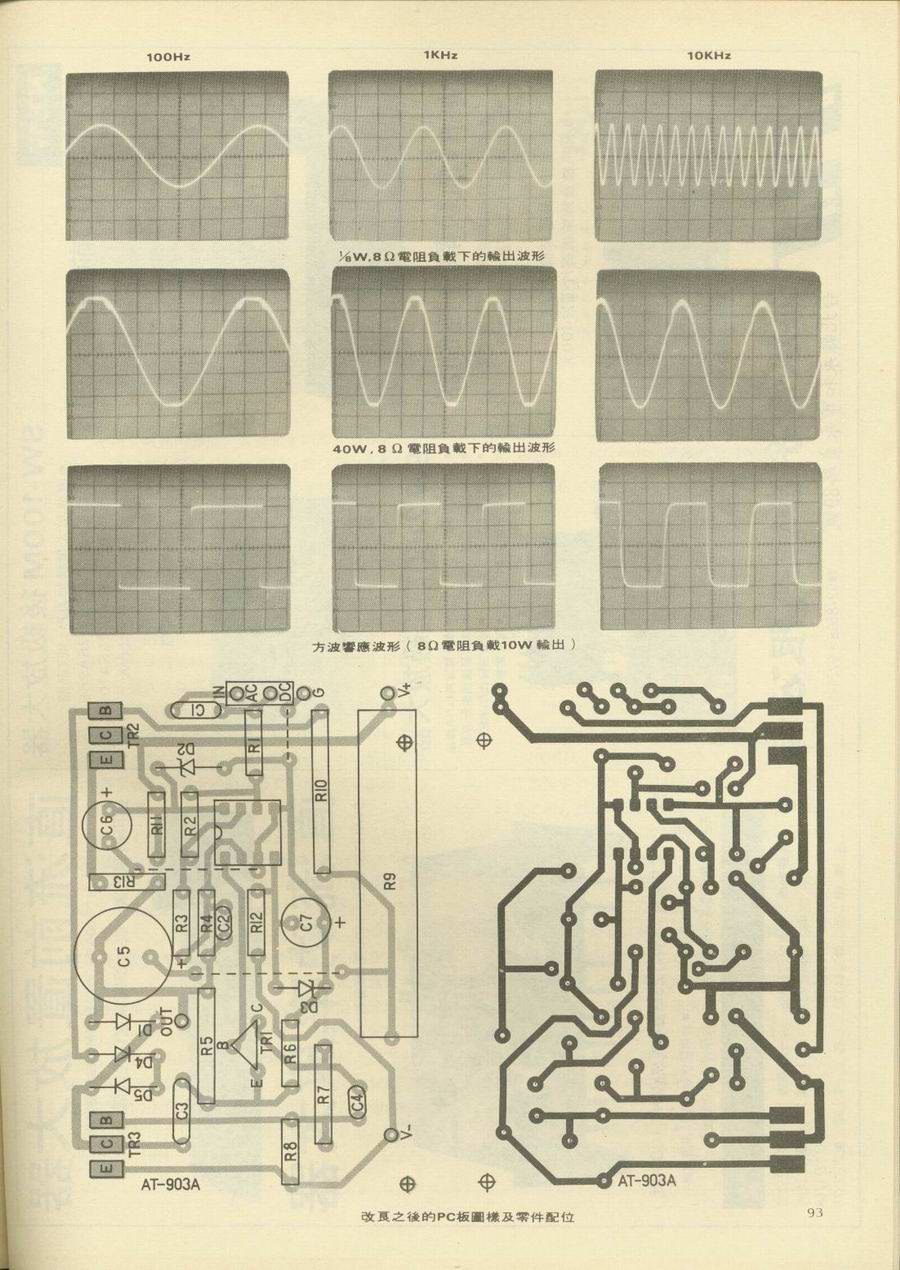 100Hz
1KHz
10KHz
⅛W,8Ω電阻負載下的輸出波形
40W,8Ω電阻負載下的輸出波形
方波響應波形(8Ω電阻負載10W輸出)
IN
AC
DC
G
V+
B
C
E
TR2
C1
R1
D2
R10
C6
+
R11
R2
R13
R9
C5
+
R3
R4
C2
R12
C7
+
D3
D1
OUT
D4
D5
R5
B
C
E
TR1
R6
R7
C4
C3
B
C
E
TR3
R8
V-
AT-903A
AT-903A
改良之後的PC板圖樣及零件配位
93